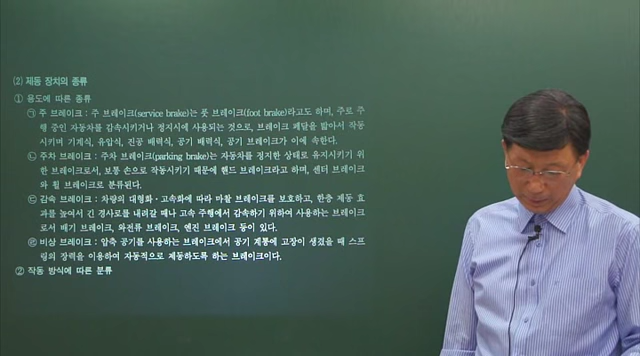 (2) 제동 장치의 종류
① 용도에 따른 종류
㉠ 주 브레이크 : 주 브레이크(service brake)는 풋 브레이크(foot brake)라고도 하며, 주로 주
행 중인 자동차를 감속시키거나 정지시에 사용되는 것으로, 브레이크 페달을 밟아서 작동
시키며 기계식, 유압식, 진공 배력식, 공기 배력식, 공기 브레이크가 이에 속한다.
㉡ 주차 브레이크 : 주차 브레이크(parking brake)는 자동차를 정지한 상태로 유지시키기 위
한 브레이크로서, 보통 손으로 작동시키기 때문에 핸드 브레이크라고 하며, 센터 브레이크
와 휠 브레이크로 분류된다.
㉢ 감속 브레이크 : 차량의 대형화·고속화에 따라 마찰 브레이크를 보호하고, 한층 제동 효
과를 높여서 긴 경사로를 내려갈 때나 고속 주행에서 감속하기 위하여 사용하는 브레이크
로서 배기 브레이크, 와전류 브레이크, 엔진 브레이크 등이 있다.
㉣ 비상 브레이크 : 압축 공기를 사용하는 브레이크에서 공기 계통에 고장이 생겼을 때 스프
링의 장력을 이용하여 자동적으로 제동하도록 하는 브레이크이다.
② 작동 방식에 따른 분류